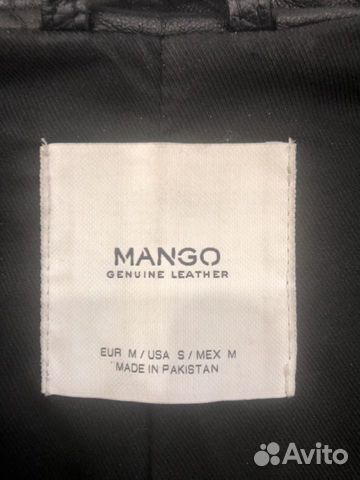 MANGO
GENUINE LEATHER
EUR M / USA S / MEX M
MADE IN PAKISTAN
Avito